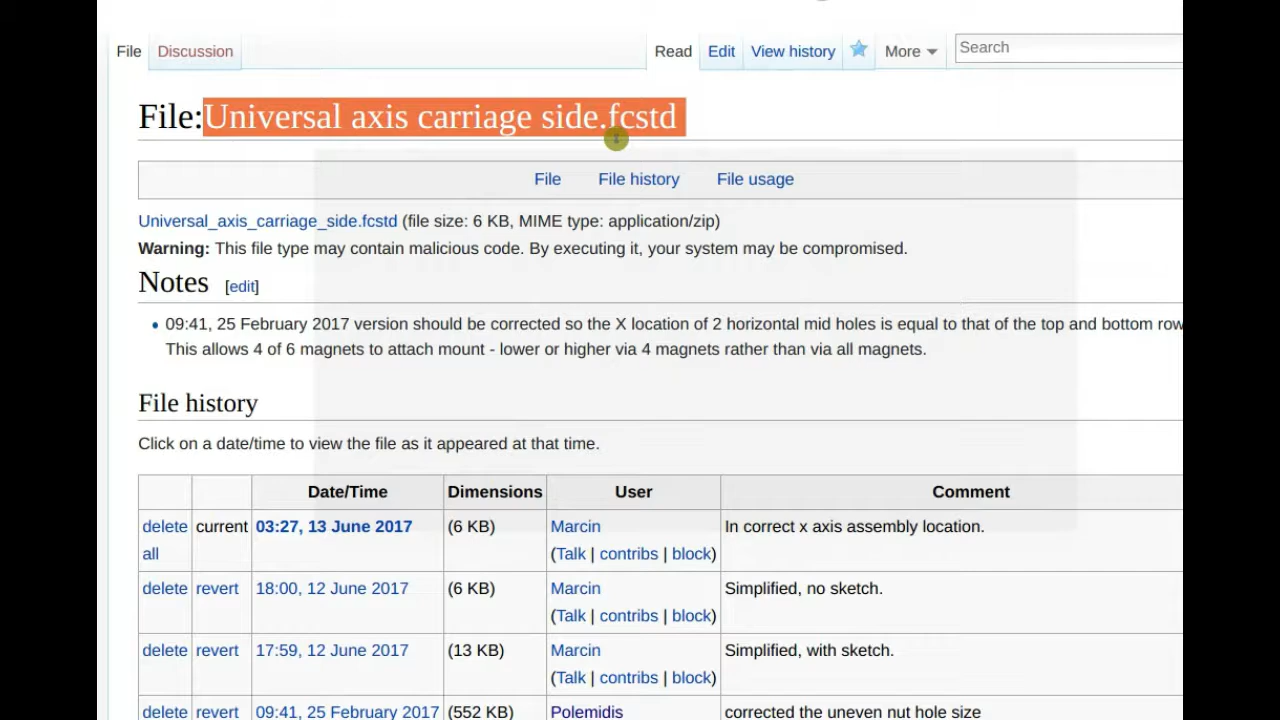 File Discussion Read Edit View history More Search
File:Universal axis carriage side.fcstd
File File history File usage
Universal_axis_carriage_side.fcstd (file size: 6 KB, MIME type: application/zip)
Warning: This file type may contain malicious code. By executing it, your system may be compromised.
Notes [edit]
09:41, 25 February 2017 version should be corrected so the X location of 2 horizontal mid holes is equal to that of the top and bottom row
This allows 4 of 6 magnets to attach mount - lower or higher via 4 magnets rather than via all magnets.
File history
Click on a date/time to view the file as it appeared at that time.
Date/Time Dimensions User Comment
delete all current 03:27, 13 June 2017 (6 KB) Marcin (Talk | contribs | block) In correct x axis assembly location.
delete revert 18:00, 12 June 2017 (6 KB) Marcin (Talk | contribs | block) Simplified, no sketch.
delete revert 17:59, 12 June 2017 (13 KB) Marcin (Talk | contribs | block) Simplified, with sketch.
delete revert 09:41, 25 February 2017 (552 KB) Polemidis corrected the uneven nut hole size